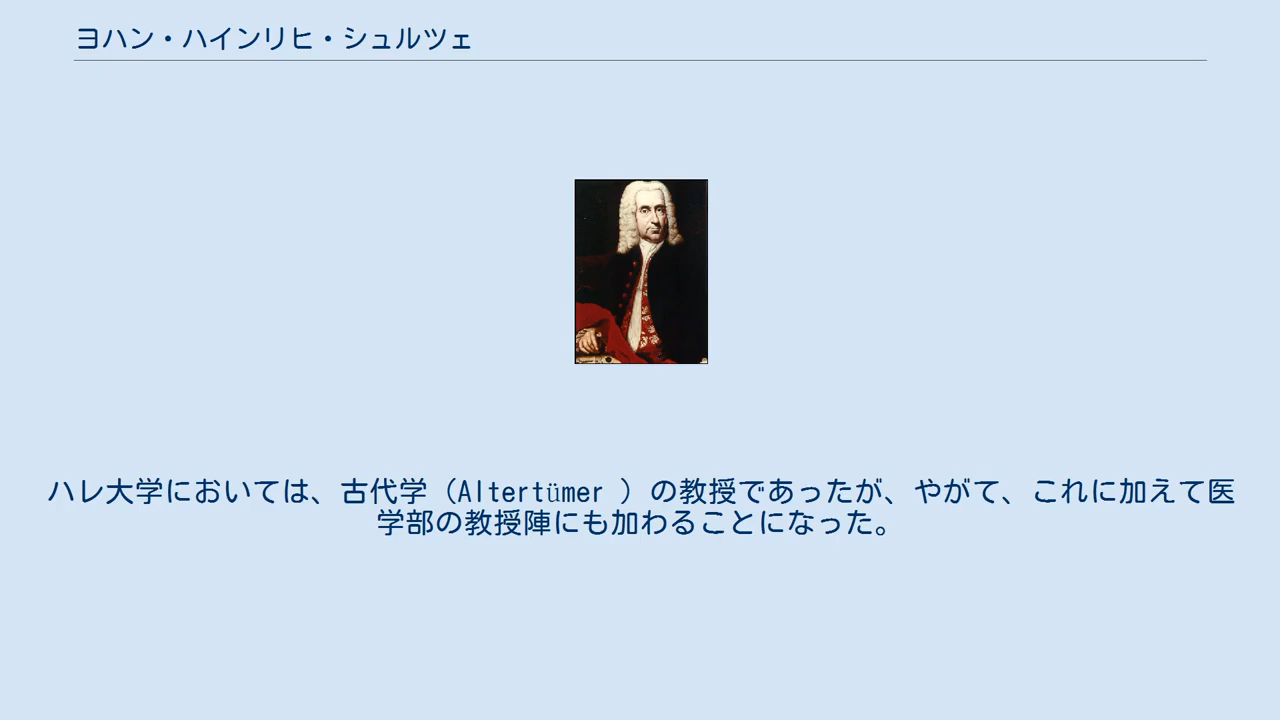 ヨハン・ハインリヒ・シュルツェ
ハレ大学においては、古代学（Altertümer ）の教授であったが、やがて、これに加えて医
学部の教授陣にも加わることになった。